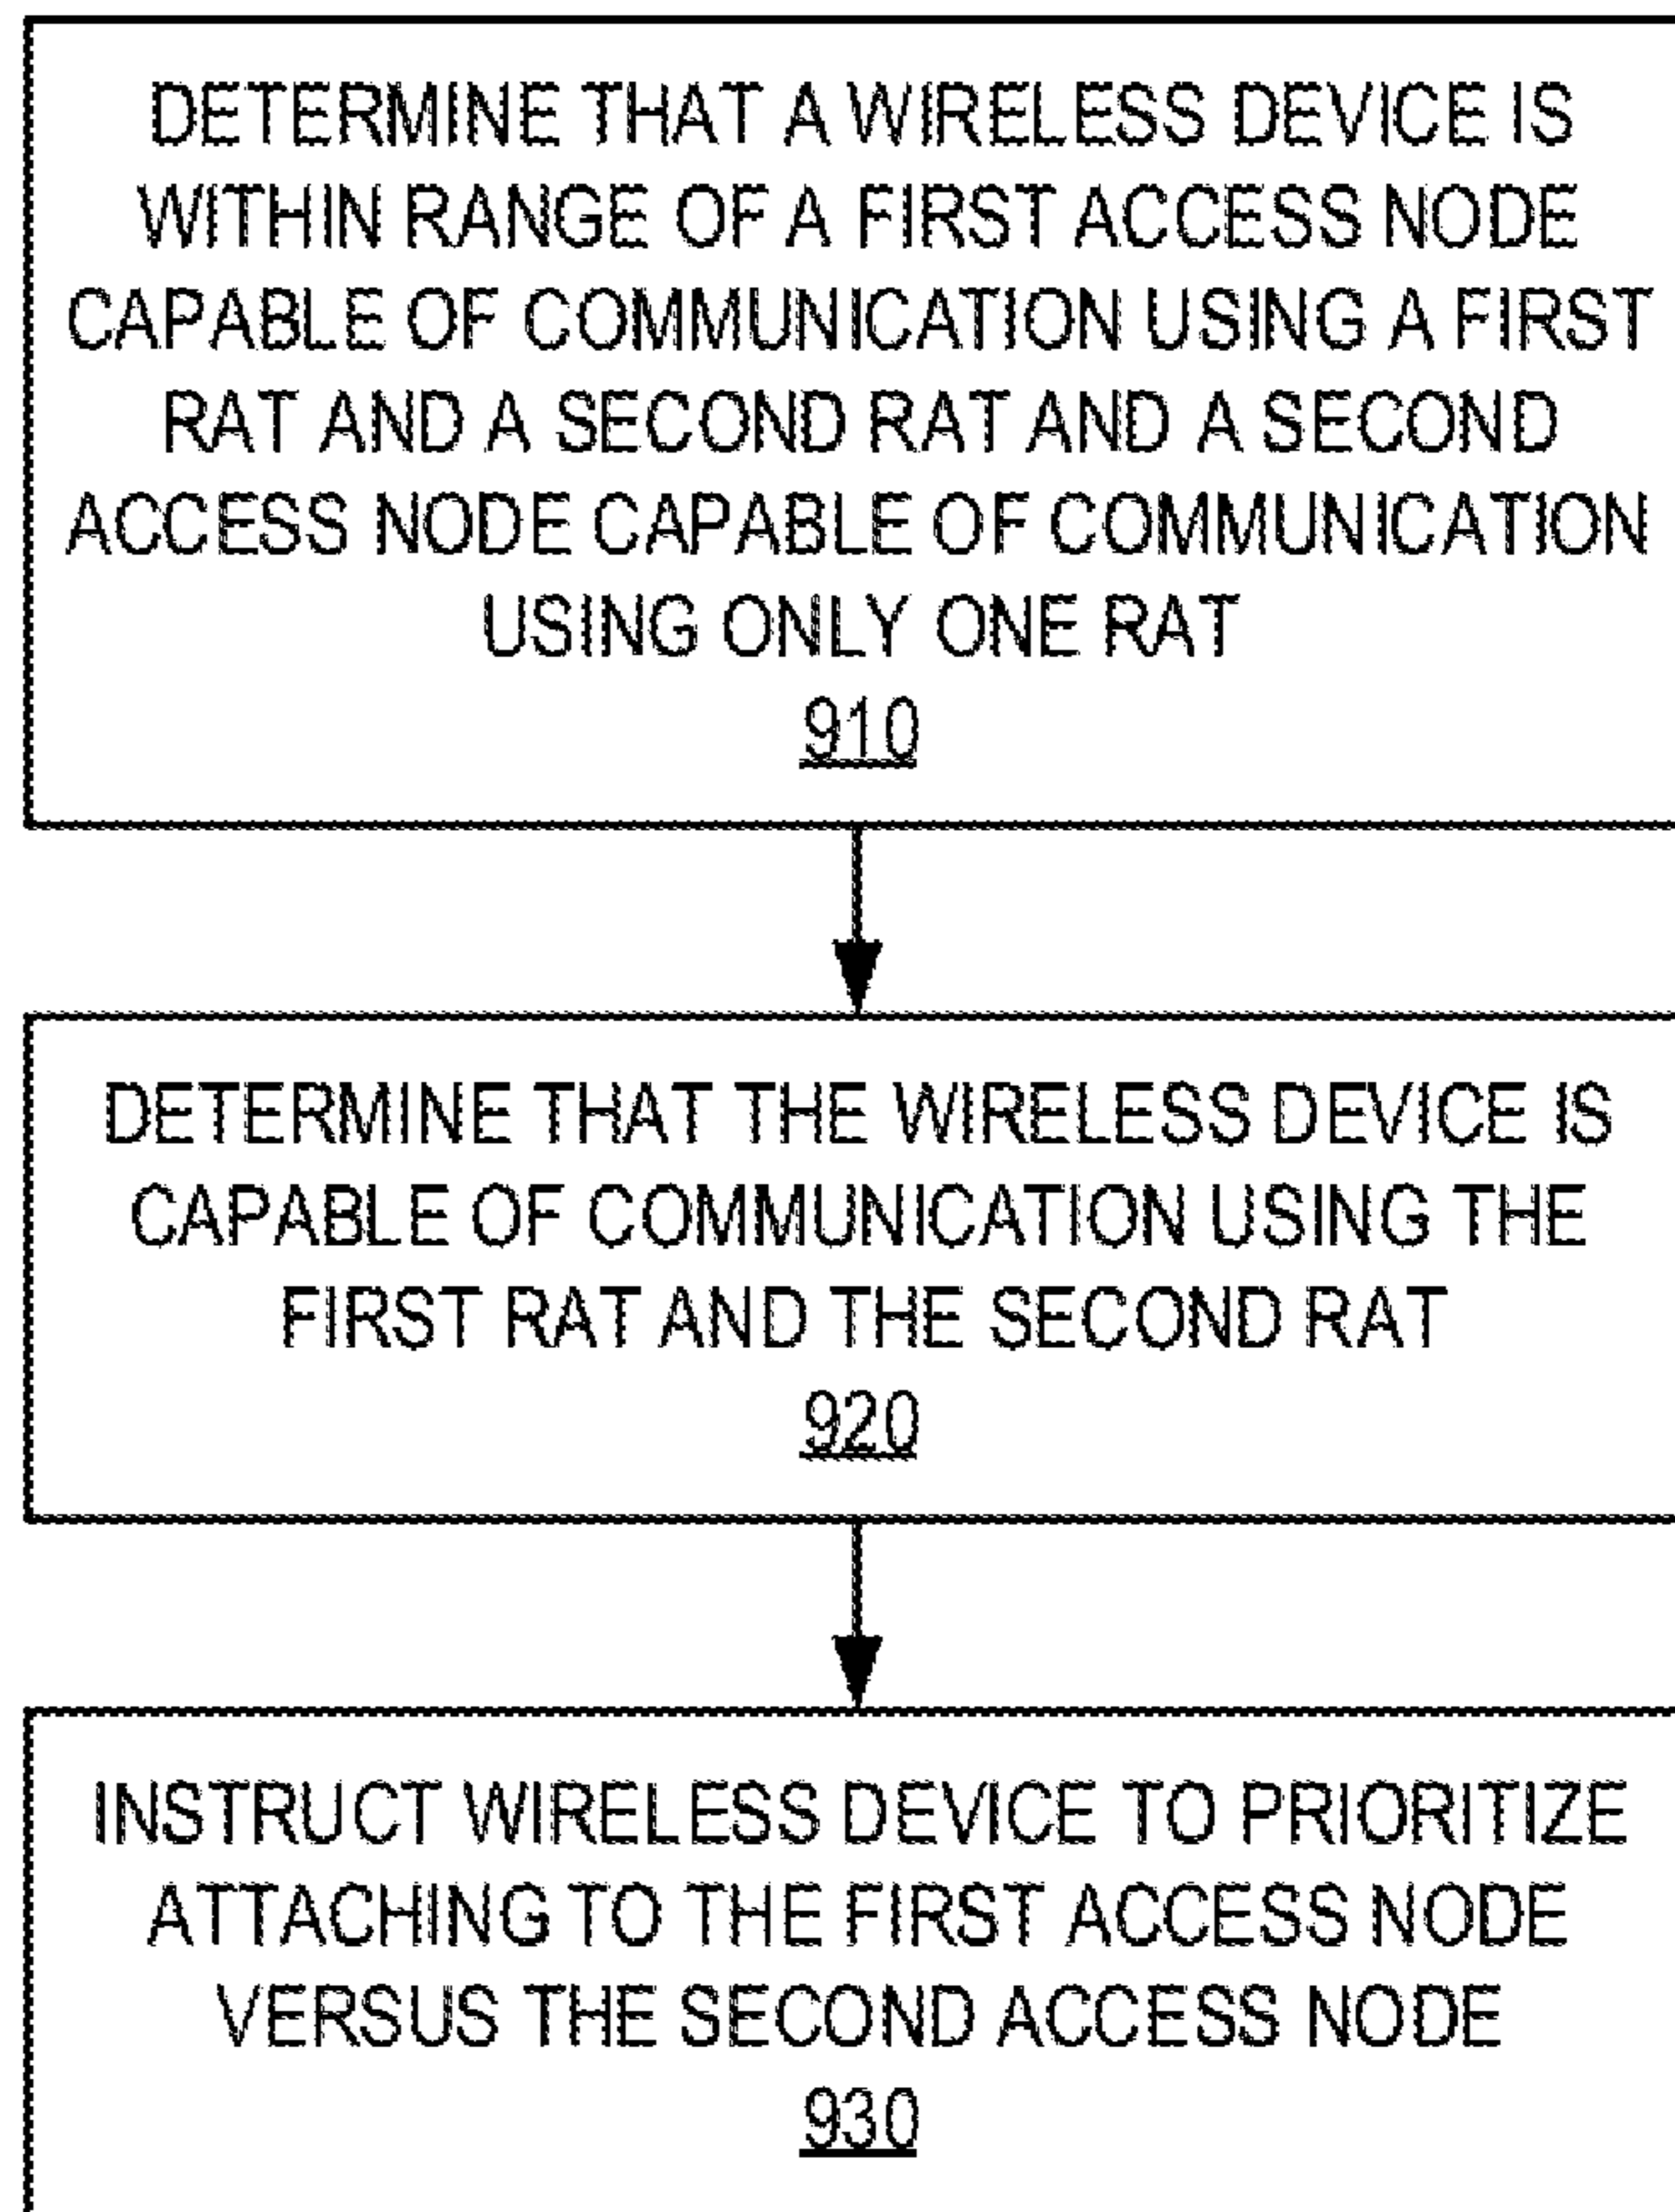 DETERMINE THAT A WIRELESS DEVICE IS
WITHIN RANGE OF A FIRST ACCESS NODE
CAPABLE OF COMMUNICATION USING A FIRST
RAT AND A SECOND RAT AND A SECOND
ACCESS NODE CAPABLE OF COMMUNICATION
USING ONLY ONE RAT
910
DETERMINE THAT THE WIRELESS DEVICE IS
CAPABLE OF COMMUNICATION USING THE
FIRST RAT AND THE SECOND RAT
920
INSTRUCT WIRELESS DEVICE TO PRIORITIZE
ATTACHING TO THE FIRST ACCESS NODE
VERSUS THE SECOND ACCESS NODE
930